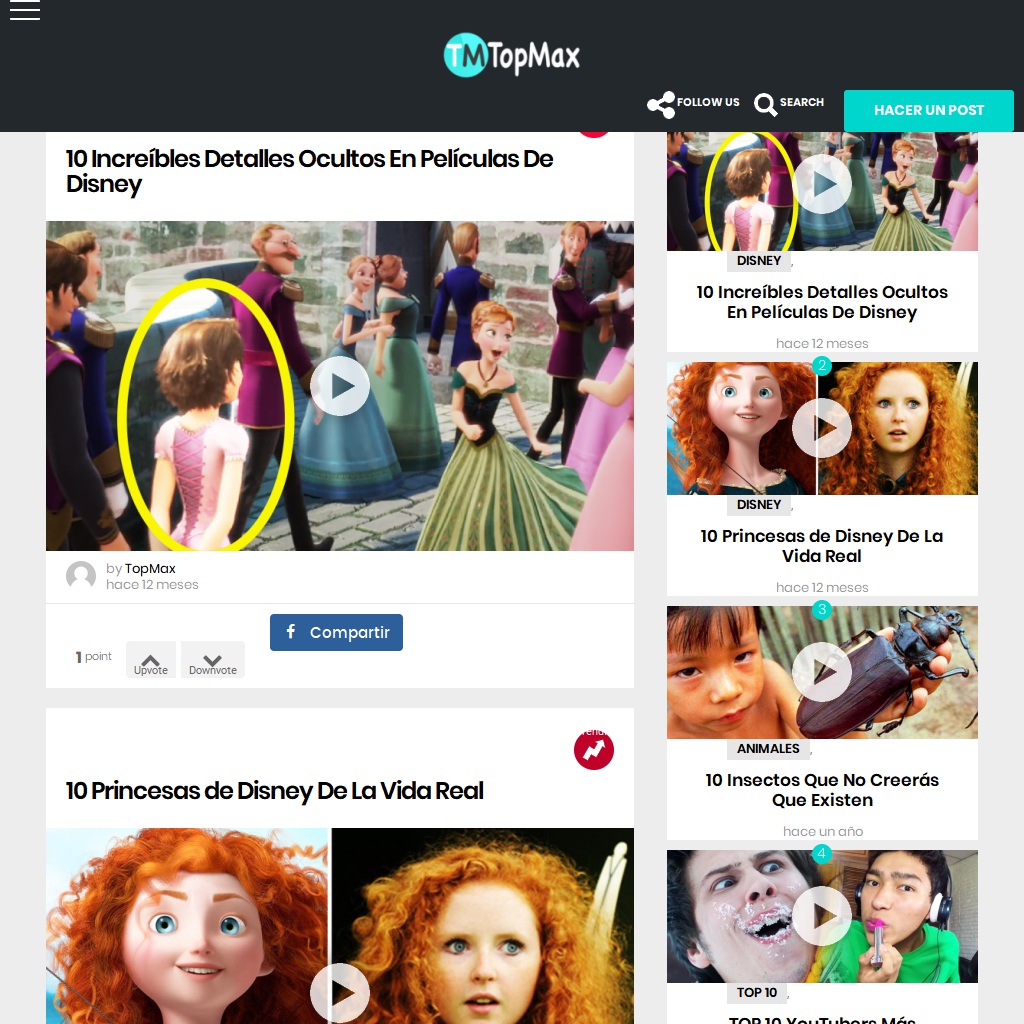 TM TopMax
FOLLOW US
SEARCH
HACER UN POST
10 Increíbles Detalles Ocultos En Películas De
Disney
by TopMax
hace 12 meses
Compartir
1 point
Upvote
Downvote
10 Princesas de Disney De La Vida Real
DISNEY ,
10 Increíbles Detalles Ocultos
En Películas De Disney
hace 12 meses
2
DISNEY ,
10 Princesas de Disney De La
Vida Real
hace 12 meses
3
ANIMALES ,
10 Insectos Que No Creerás
Que Existen
hace un año
4
TOP 10 ,
TOP 10 YouTubers Más